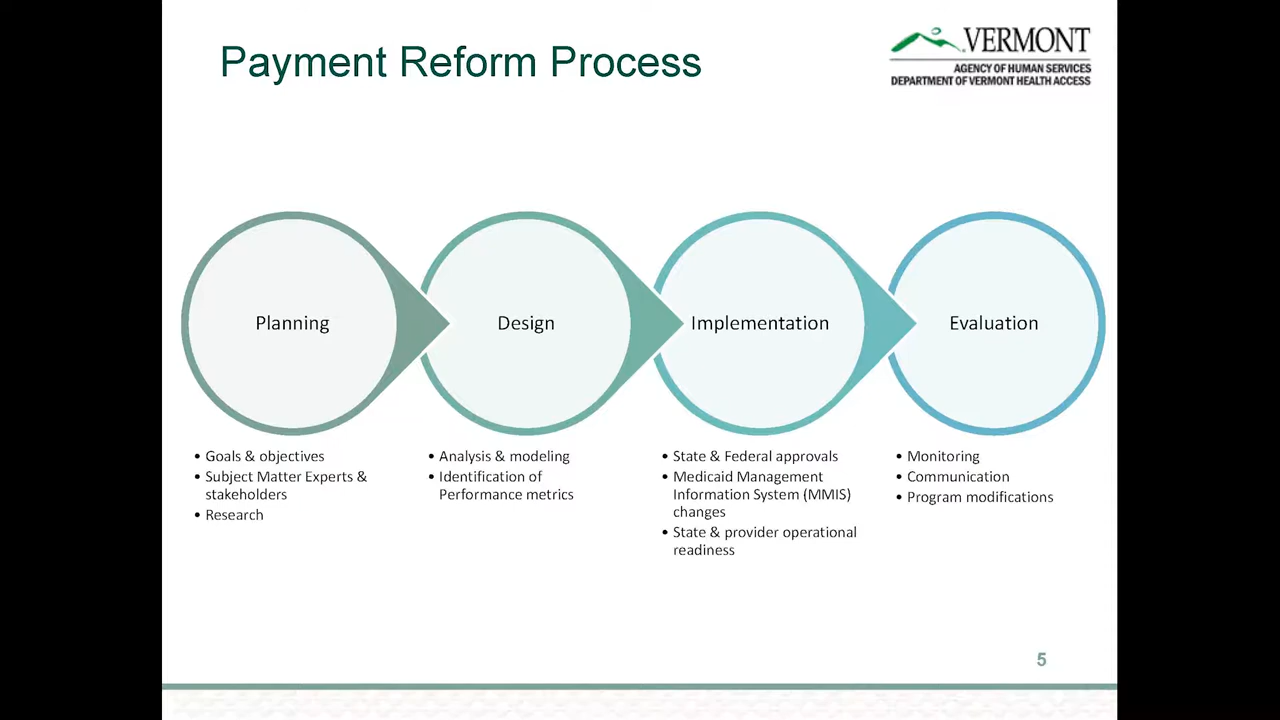 Payment Reform Process
VERMONT
AGENCY OF HUMAN SERVICES
DEPARTMENT OF VERMONT HEALTH ACCESS
Planning
Design
Implementation
Evaluation
• Goals & objectives
• Subject Matter Experts &
stakeholders
• Research
• Analysis & modeling
• Identification of
Performance metrics
• State & Federal approvals
• Medicaid Management
Information System (MMIS)
changes
• State & provider operational
readiness
• Monitoring
• Communication
• Program modifications
5